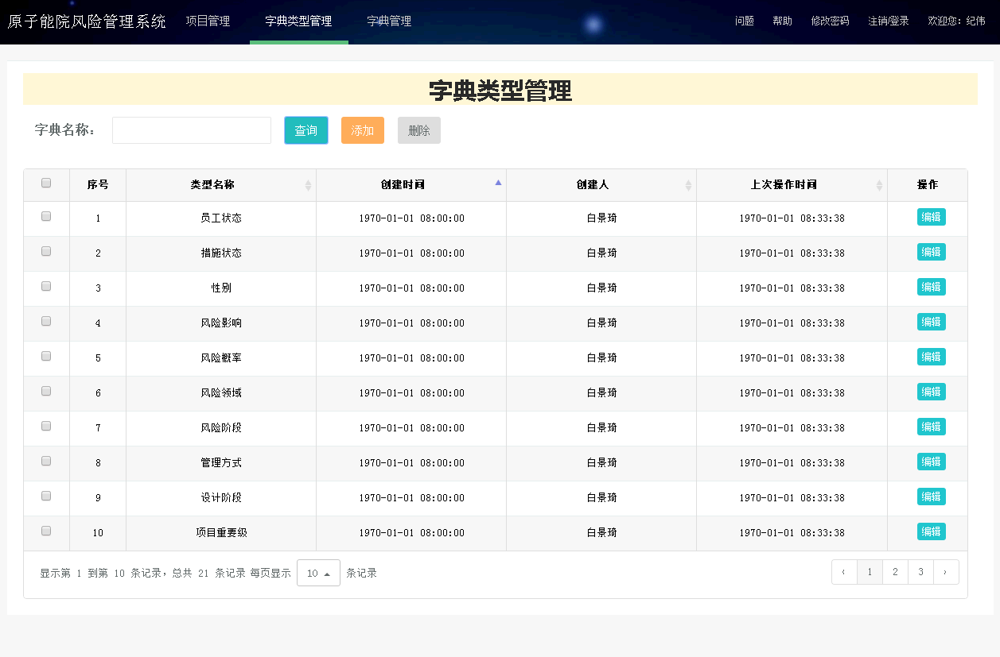 原子能院风险管理系统 项目管理 字典类型管理 字典管理 问题 帮助 修改密码 注销/登录 欢迎您: 纪伟
字典类型管理
字典名称: 查询 添加 删除
序号 类型名称 创建时间 创建人 上次操作时间 操作
1 员工状态 1970-01-01 08:00:00 白景琦 1970-01-01 08:33:38 编辑
2 措施状态 1970-01-01 08:00:00 白景琦 1970-01-01 08:33:38 编辑
3 性别 1970-01-01 08:00:00 白景琦 1970-01-01 08:33:38 编辑
4 风险影响 1970-01-01 08:00:00 白景琦 1970-01-01 08:33:38 编辑
5 风险概率 1970-01-01 08:00:00 白景琦 1970-01-01 08:33:38 编辑
6 风险领域 1970-01-01 08:00:00 白景琦 1970-01-01 08:33:38 编辑
7 风险阶段 1970-01-01 08:00:00 白景琦 1970-01-01 08:33:38 编辑
8 管理方式 1970-01-01 08:00:00 白景琦 1970-01-01 08:33:38 编辑
9 设计阶段 1970-01-01 08:00:00 白景琦 1970-01-01 08:33:38 编辑
10 项目重要级 1970-01-01 08:00:00 白景琦 1970-01-01 08:33:38 编辑
显示第 1 到第 10 条记录，总共 21 条记录 每页显示 10 条记录 ‹ 1 2 3 ›